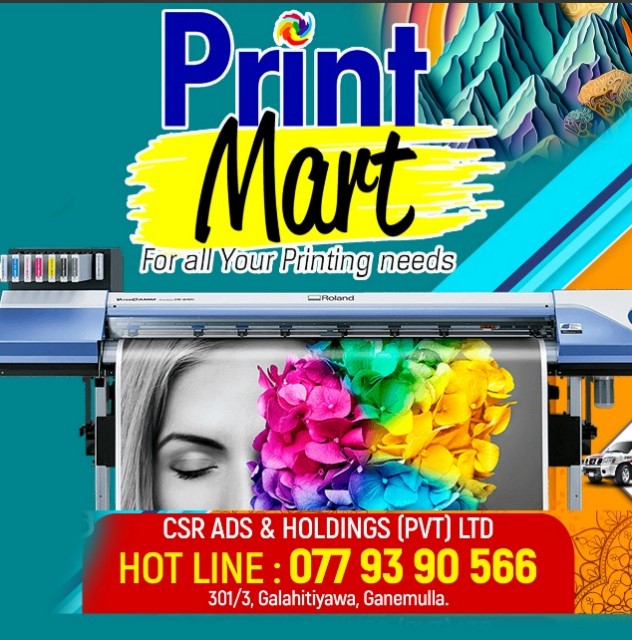 Print
Mart
For all Your Printing needs
Roland
CSR ADS & HOLDINGS (PVT) LTD
HOT LINE : 077 93 90 566
301/3, Galahitiyawa, Ganemulla.